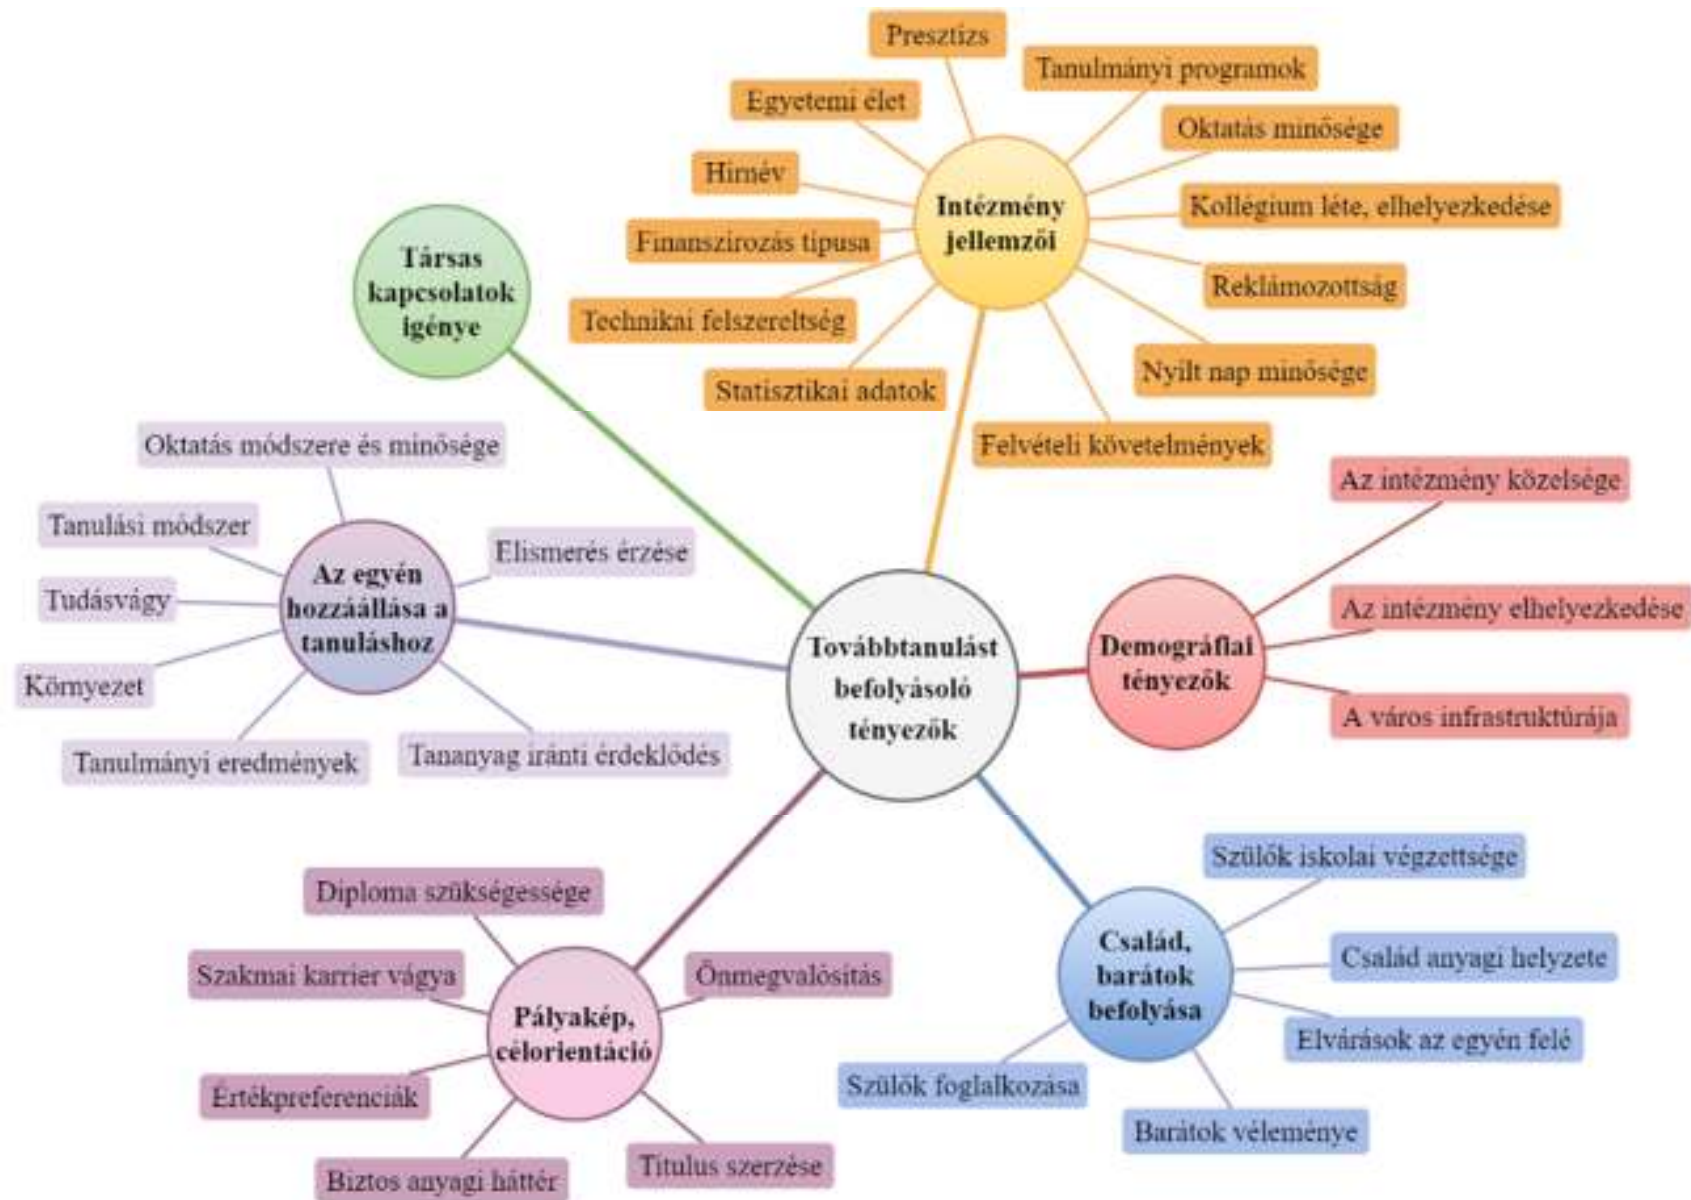 Presztízs
Tanulmányi programok
Egyetemi élet
Oktatás minősége
Hírnév
Kollégium léte, elhelyezkedése
Intézmény
jellemzői
Finanszírozás típusa
Reklámozottság
Technikai felszereltség
Nyílt nap minősége
Statisztikai adatok
Felvételi követelmények
Társas
kapcsolatok
igénye
Oktatás módszere és minősége
Tanulási módszer
Elismerés érzése
Tudásvágy
Az egyén
hozzáállása a
tanuláshoz
Környezet
Tanulmányi eredmények
Tananyag iránti érdeklődés
Továbbtanulást
befolyásoló
tényezők
Az intézmény közelsége
Az intézmény elhelyezkedése
Demográfiai
tényezők
A város infrastruktúrája
Diploma szükségessége
Szakmai karrier vágya
Önmegvalósítás
Pályakép,
célorientáció
Értékpreferenciák
Biztos anyagi háttér
Titulus szerzése
Szülők iskolai végzettsége
Család anyagi helyzete
Család,
barátok
befolyása
Elvárások az egyén felé
Szülők foglalkozása
Barátok véleménye